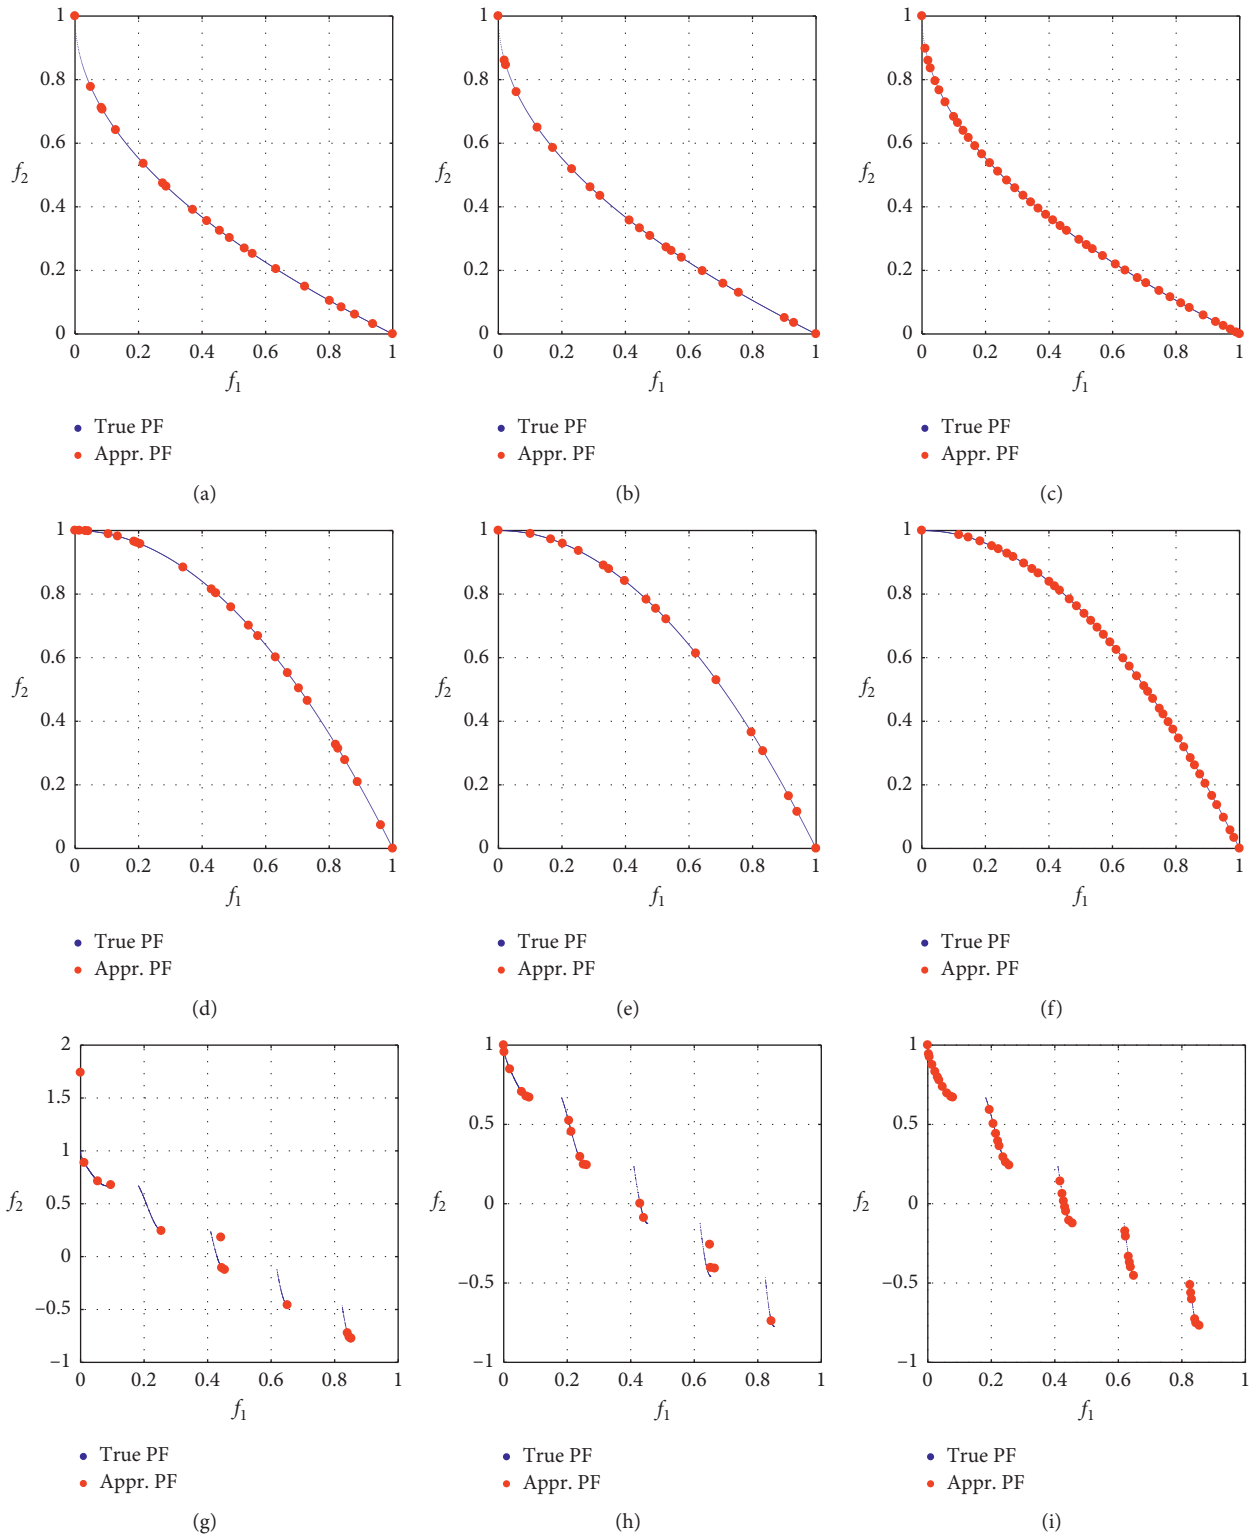 1 1 1
0.8 0.8 0.8
0.6 0.6 0.6
f2 f2 f2
0.4 0.4 0.4
0.2 0.2 0.2
0 0 0
0 0.2 0.4 0.6 0.8 1 0 0.2 0.4 0.6 0.8 1 0 0.2 0.4 0.6 0.8 1
f1 f1 f1
True PF True PF True PF
Appr. PF Appr. PF Appr. PF
(a) (b) (c)
1 1 1
0.8 0.8 0.8
0.6 0.6 0.6
f2 f2 f2
0.4 0.4 0.4
0.2 0.2 0.2
0 0 0
0 0.2 0.4 0.6 0.8 1 0 0.2 0.4 0.6 0.8 1 0 0.2 0.4 0.6 0.8 1
f1 f1 f1
True PF True PF True PF
Appr. PF Appr. PF Appr. PF
(d) (e) (f)
2 1 1
1.5
0.5 0.5
1
f2 0.5 f2 0 f2 0
0
−0.5 −0.5 −0.5
−1 −1 −1
0 0.2 0.4 0.6 0.8 1 0 0.2 0.4 0.6 0.8 1 0 0.2 0.4 0.6 0.8 1
f1 f1 f1
True PF True PF True PF
Appr. PF Appr. PF Appr. PF
(g) (h) (i)